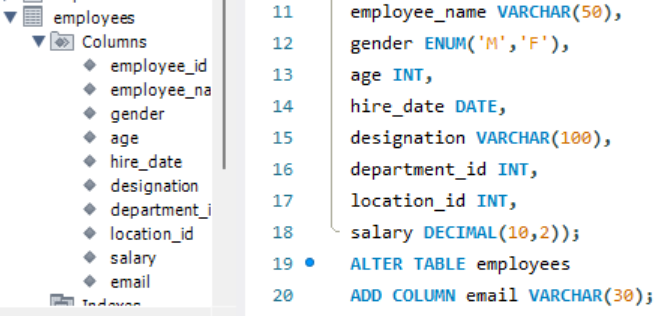 employees
Columns
employee_id
employee_na
gender
age
hire_date
designation
department_i
location_id
salary
email
Indexes
11 employee_name VARCHAR(50),
12 gender ENUM('M','F'),
13 age INT,
14 hire_date DATE,
15 designation VARCHAR(100),
16 department_id INT,
17 location_id INT,
18 salary DECIMAL(10,2));
19 ALTER TABLE employees
20 ADD COLUMN email VARCHAR(30);